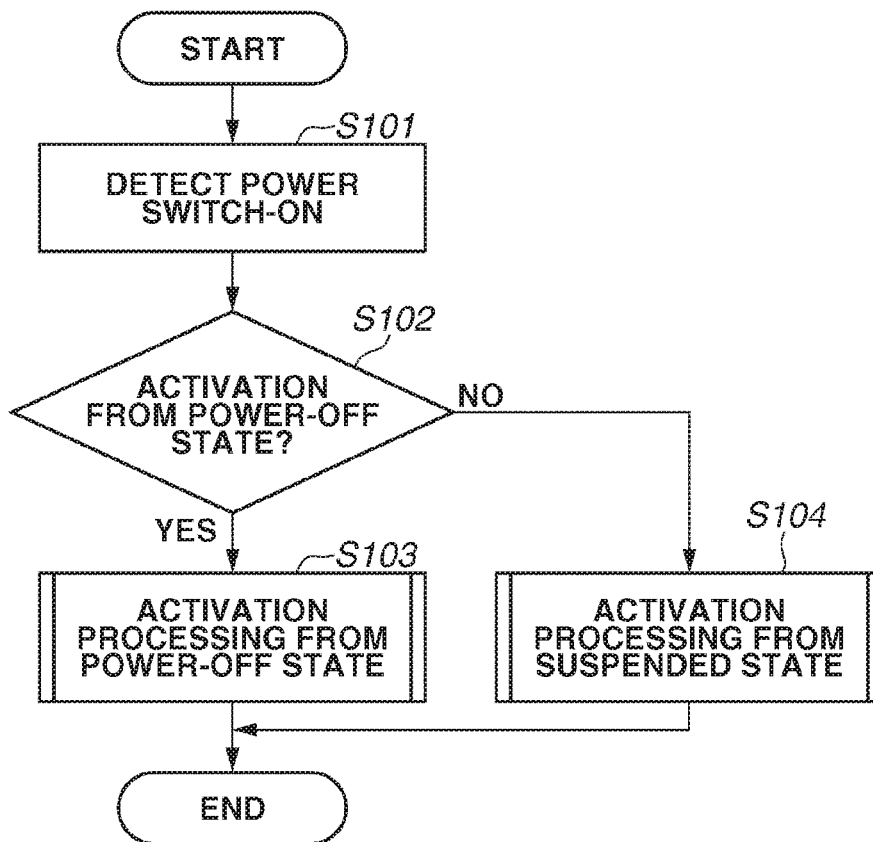 START
S101
DETECT POWER
SWITCH-ON
S102
ACTIVATION
FROM POWER-OFF
STATE?
NO
YES
S103
ACTIVATION
PROCESSING FROM
POWER-OFF STATE
S104
ACTIVATION
PROCESSING FROM
SUSPENDED STATE
END